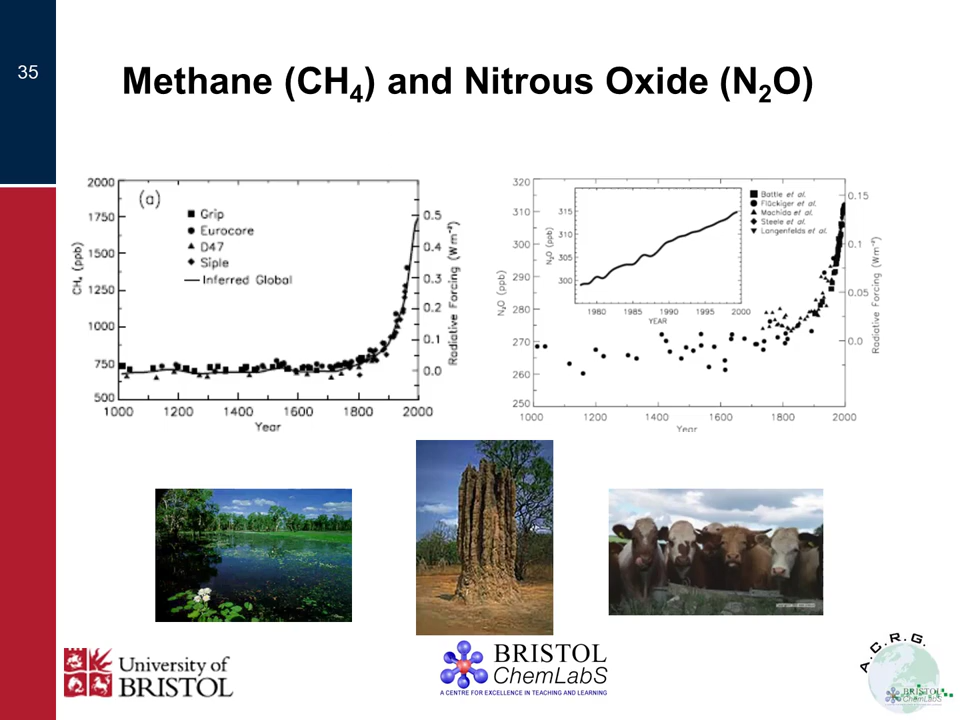 35
Methane (CH₄) and Nitrous Oxide (N₂O)
(a)
Grip
Eurocore
D47
Siple
Inferred Global
CH₄ (ppb)
2000
1750
1500
1250
1000
750
500
0.5
0.4
0.3
0.2
0.1
0.0
Radiative Forcing (Wm⁻²)
1000 1200 1400 1600 1800 2000
Year
N₂O (ppb)
320
310
300
290
280
270
260
250
N₂O (ppb)
315
310
305
300
1980 1985 1990 1995 2000
YEAR
Battle et al.
Flückiger et al.
Machida et al.
Steele et al.
Langenfelds et al.
0.15
0.1
0.05
0.0
Radiative Forcing (Wm⁻²)
1000 1200 1400 1600 1800 2000
Year
University of
BRISTOL
BRISTOL
ChemLabS
A CENTRE FOR EXCELLENCE IN TEACHING AND LEARNING
A.C.R.G.
BRISTOL
ChemLabS